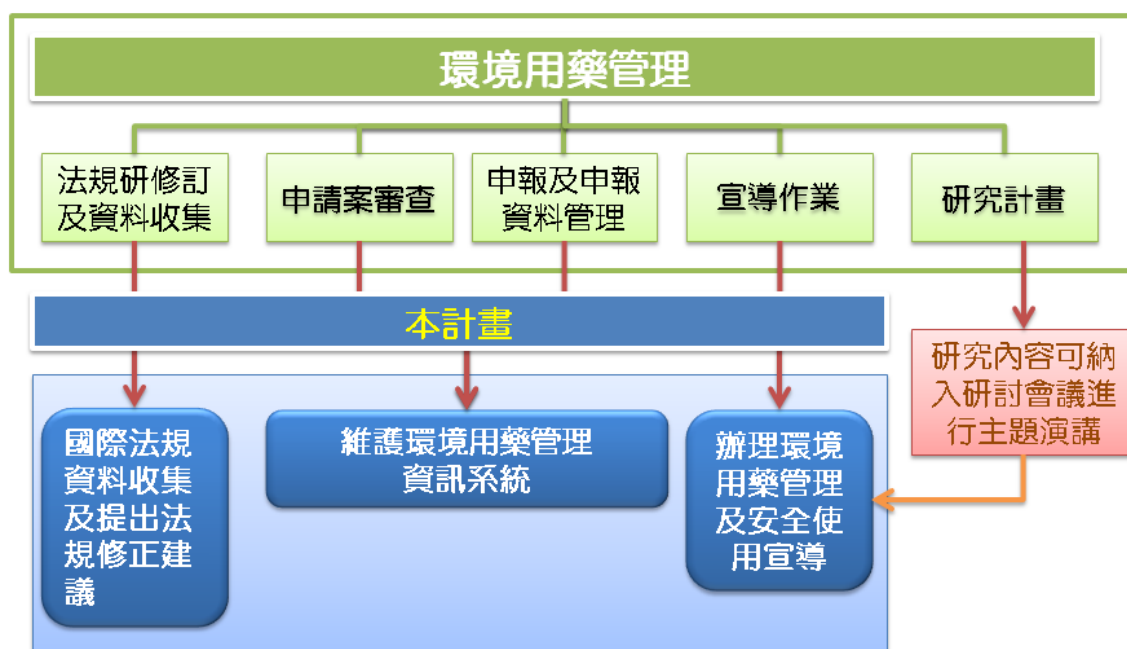 環境用藥管理
法規研修訂
及資料收集
申請案審查
申報及申報
資料管理
宣導作業
研究計畫
本計畫
研究內容可納
入研討會議進
行主題演講
國際法規
資料收集
及提出法
規修正建
議
維護環境用藥管理
資訊系統
辦理環境
用藥管理
及安全使
用宣導